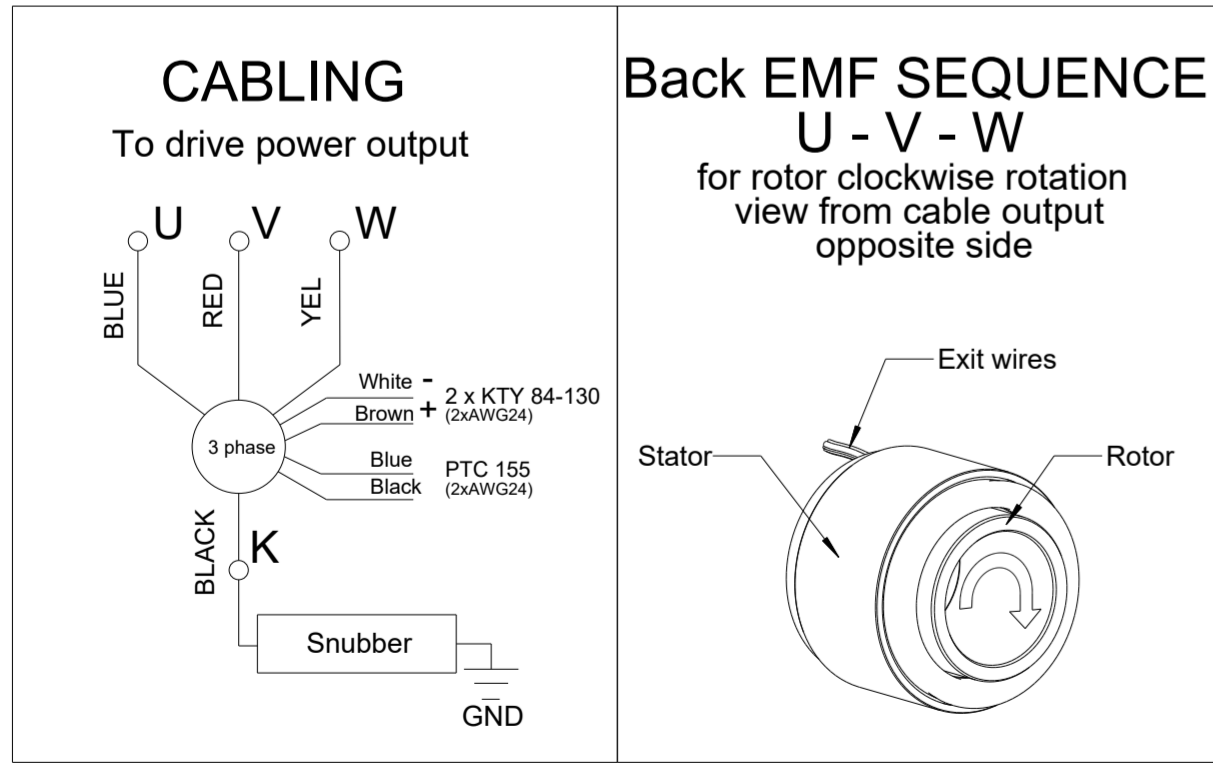 CABLING
To drive power output
U V W
BLUE
RED
YEL
3 phase
White -
Brown +
2 x KTY 84-130
(2xAWG24)
Blue
Black
PTC 155
(2xAWG24)
BLACK
K
Snubber
GND
Back EMF SEQUENCE
U - V - W
for rotor clockwise rotation
view from cable output
opposite side
Exit wires
Stator
Rotor